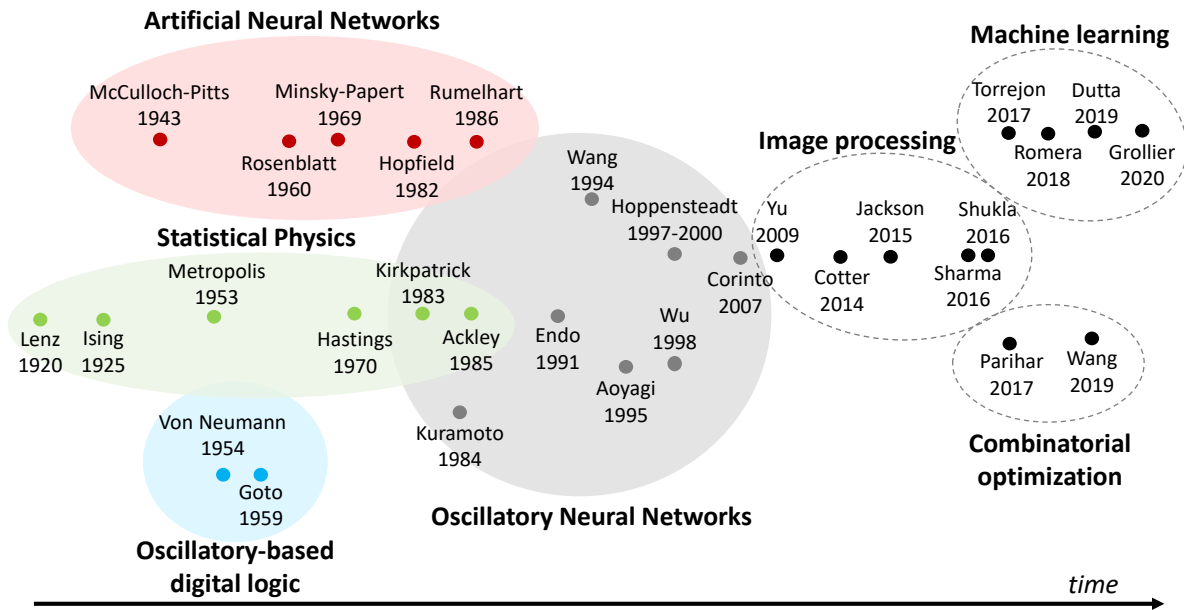 Artificial Neural Networks
McCulloch-Pitts
1943
Minsky-Papert
1969
Rumelhart
1986
Rosenblatt
1960
Hopfield
1982
Statistical Physics
Metropolis
1953
Kirkpatrick
1983
Lenz
1920
Ising
1925
Hastings
1970
Ackley
1985
Von Neumann
1954
Goto
1959
Oscillatory-based
digital logic
Wang
1994
Hoppensteadt
1997-2000
Corinto
2007
Endo
1991
Wu
1998
Aoyagi
1995
Kuramoto
1984
Oscillatory Neural Networks
Image processing
Yu
2009
Jackson
2015
Shukla
2016
Cotter
2014
Sharma
2016
Machine learning
Torrejon
2017
Dutta
2019
Romera
2018
Grollier
2020
Parihar
2017
Wang
2019
Combinatorial
optimization
time